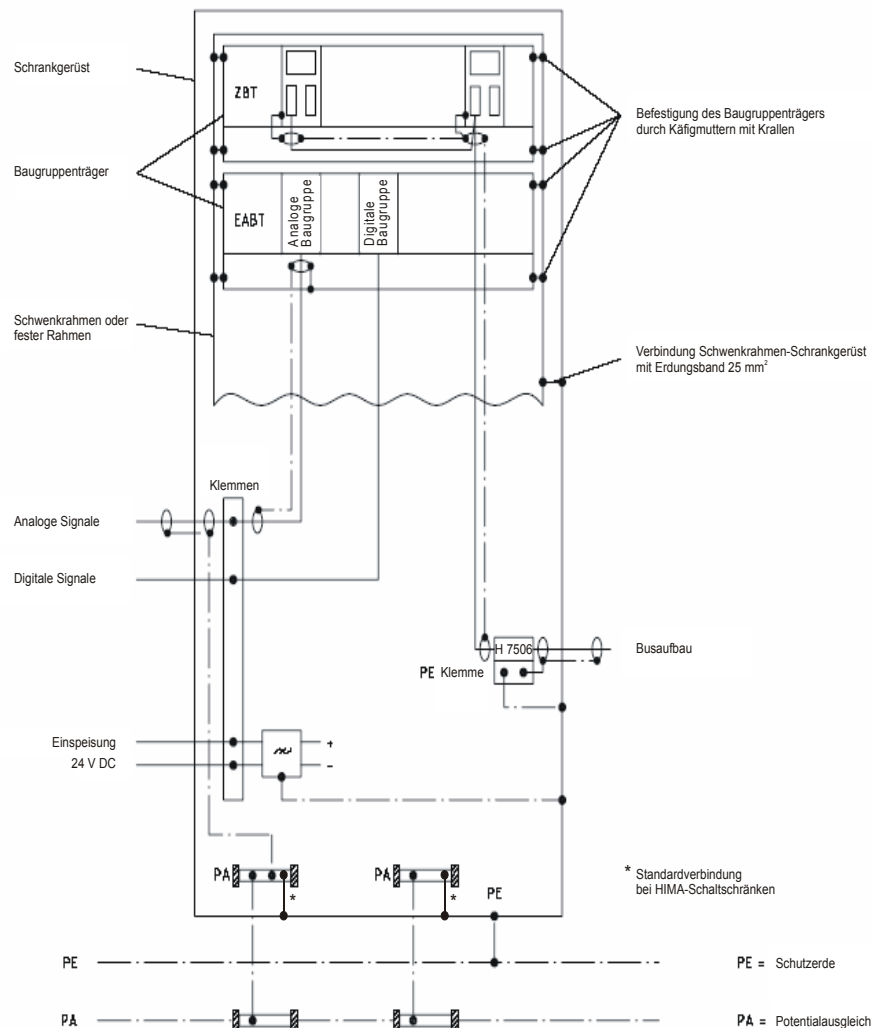 Schrankgerüst
ZBT
Befestigung des Baugruppenträgers
durch Käfigmuttern mit Krallen
Baugruppenträger
EABT
Analoge
Baugruppe
Digitale
Baugruppe
Schwenkrahmen oder
fester Rahmen
Verbindung Schwenkrahmen-Schrankgerüst
mit Erdungsband 25 mm²
Klemmen
Analoge Signale
Digitale Signale
H 7506
Busaufbau
PE Klemme
Einspeisung
24 V DC
+
–
PA
PA
*
*
PE
* Standardverbindung
bei HIMA-Schaltschränken
PE
PE = Schutzerde
PA
PA = Potentialausgleich